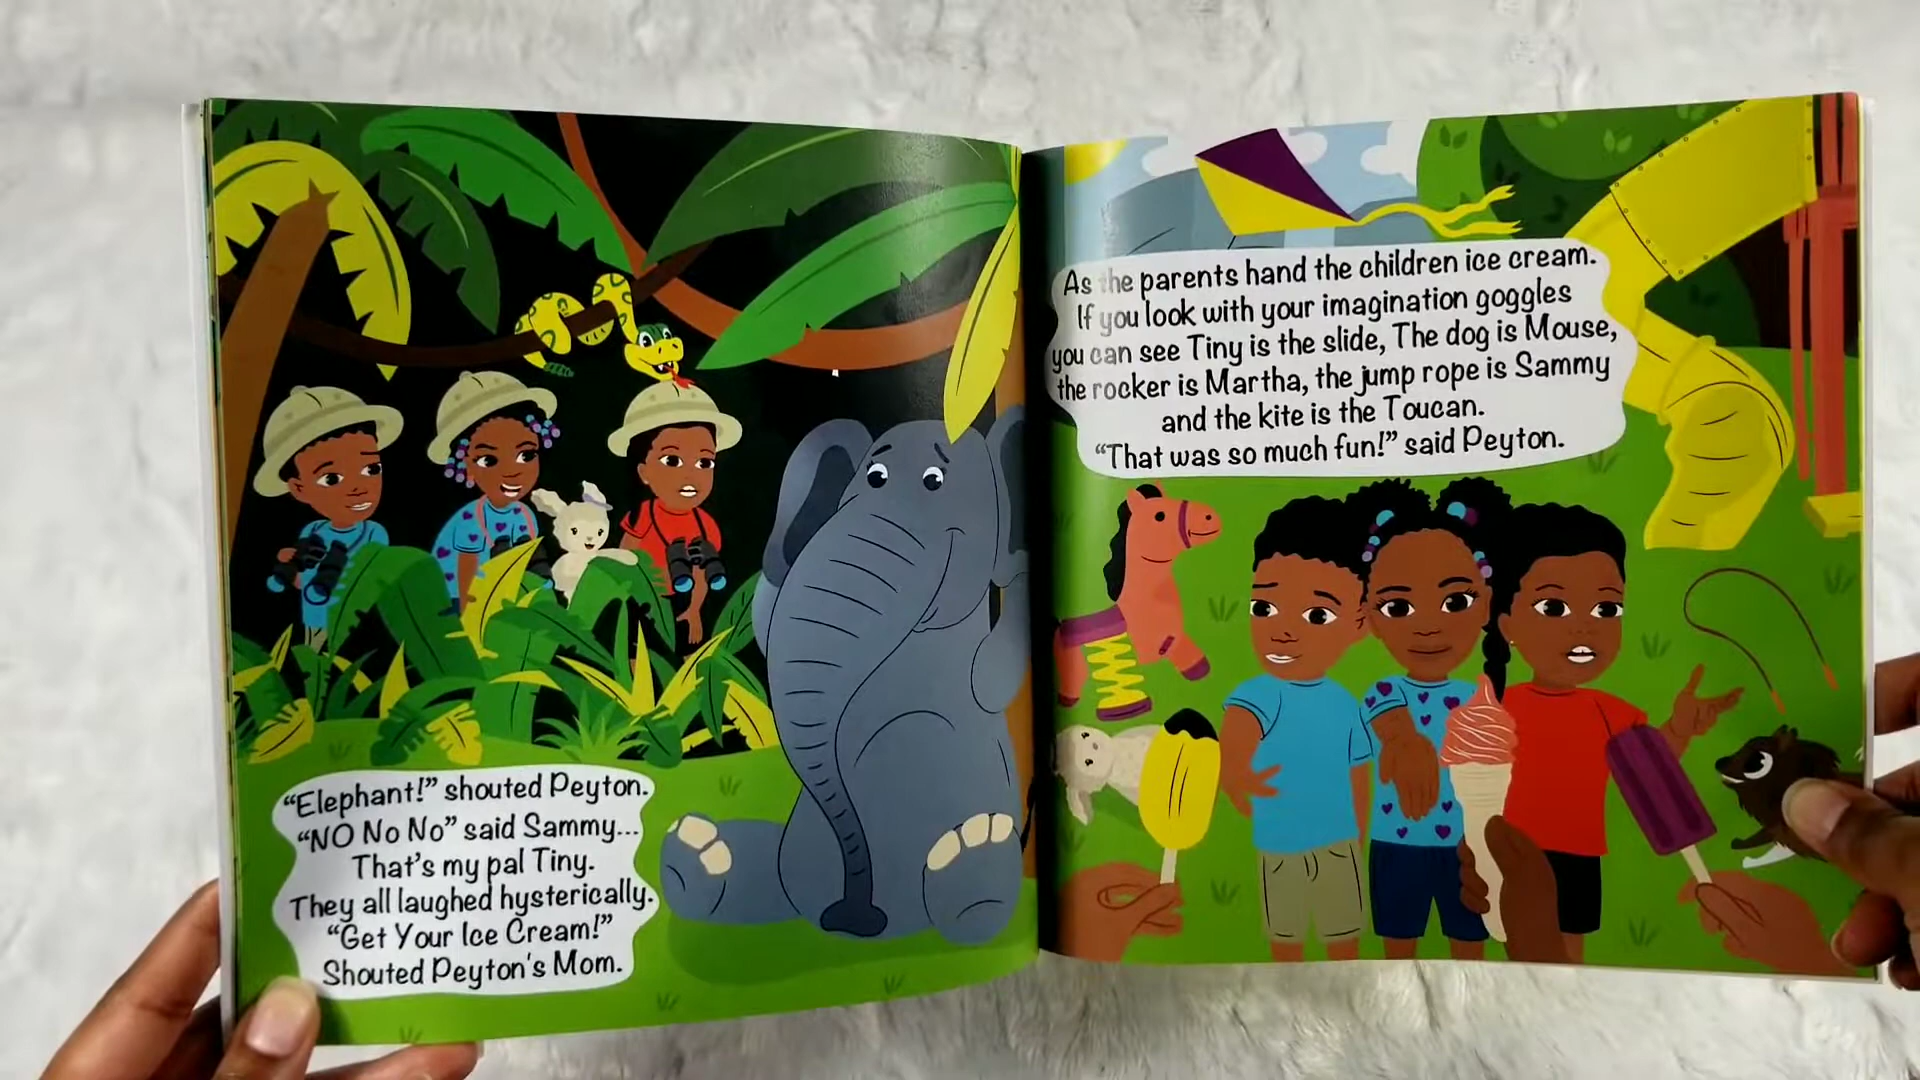 “Elephant!” shouted Peyton.
“NO No No” said Sammy...
That's my pal Tiny.
They all laughed hysterically.
“Get Your Ice Cream!”
Shouted Peyton's Mom.
As the parents hand the children ice cream.
If you look with your imagination goggles
you can see Tiny is the slide, The dog is Mouse,
the rocker is Martha, the jump rope is Sammy
and the kite is the Toucan.
“That was so much fun!” said Peyton.